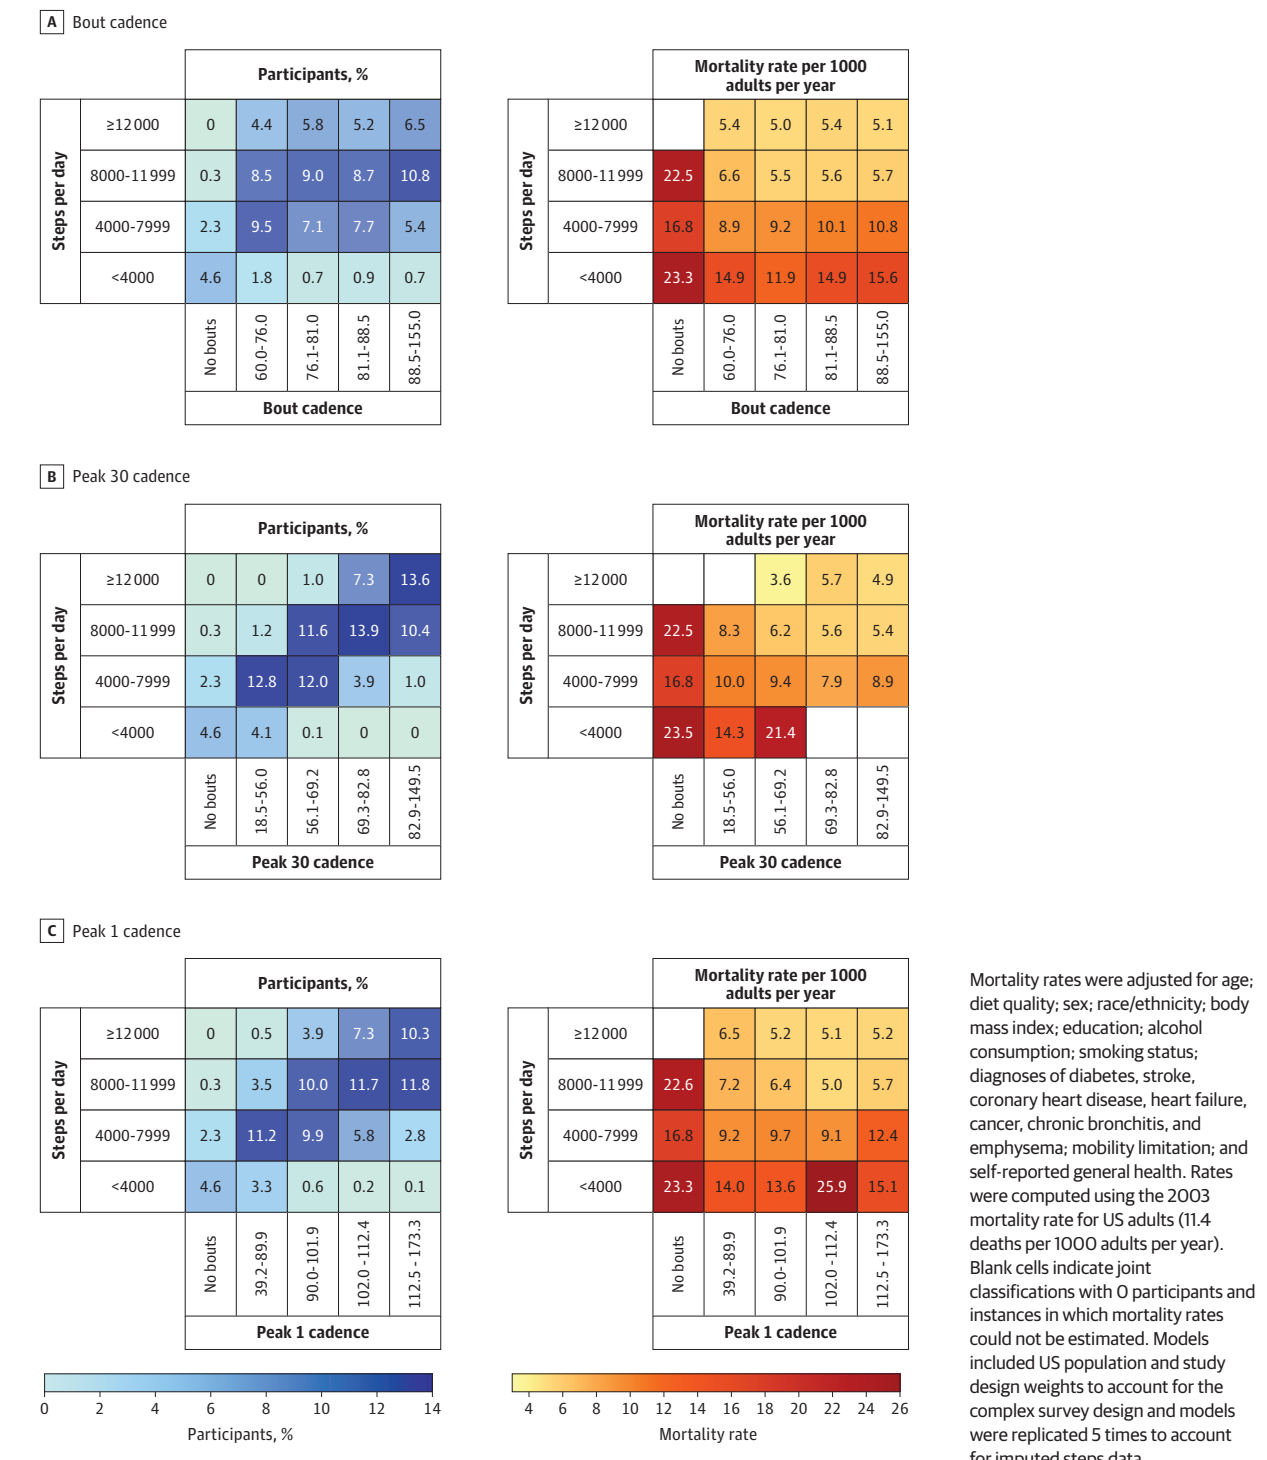 A Bout cadence
Participants, %
Steps per day
≥12 000 0 4.4 5.8 5.2 6.5
8000-11 999 0.3 8.5 9.0 8.7 10.8
4000-7999 2.3 9.5 7.1 7.7 5.4
<4000 4.6 1.8 0.7 0.9 0.7
No bouts 60.0-76.0 76.1-81.0 81.1-88.5 88.5-155.0
Bout cadence
Mortality rate per 1000
adults per year
Steps per day
≥12 000 5.4 5.0 5.4 5.1
8000-11 999 22.5 6.6 5.5 5.6 5.7
4000-7999 16.8 8.9 9.2 10.1 10.8
<4000 23.3 14.9 11.9 14.9 15.6
No bouts 60.0-76.0 76.1-81.0 81.1-88.5 88.5-155.0
Bout cadence
B Peak 30 cadence
Participants, %
Steps per day
≥12 000 0 0 1.0 7.3 13.6
8000-11 999 0.3 1.2 11.6 13.9 10.4
4000-7999 2.3 12.8 12.0 3.9 1.0
<4000 4.6 4.1 0.1 0 0
No bouts 18.5-56.0 56.1-69.2 69.3-82.8 82.9-149.5
Peak 30 cadence
Mortality rate per 1000
adults per year
Steps per day
≥12 000 3.6 5.7 4.9
8000-11 999 22.5 8.3 6.2 5.6 5.4
4000-7999 16.8 10.0 9.4 7.9 8.9
<4000 23.5 14.3 21.4
No bouts 18.5-56.0 56.1-69.2 69.3-82.8 82.9-149.5
Peak 30 cadence
C Peak 1 cadence
Participants, %
Steps per day
≥12 000 0 0.5 3.9 7.3 10.3
8000-11 999 0.3 3.5 10.0 11.7 11.8
4000-7999 2.3 11.2 9.9 5.8 2.8
<4000 4.6 3.3 0.6 0.2 0.1
No bouts 39.2-89.9 90.0-101.9 102.0 -112.4 112.5 - 173.3
Peak 1 cadence
Mortality rate per 1000
adults per year
Steps per day
≥12 000 6.5 5.2 5.1 5.2
8000-11 999 22.6 7.2 6.4 5.0 5.7
4000-7999 16.8 9.2 9.7 9.1 12.4
<4000 23.3 14.0 13.6 25.9 15.1
No bouts 39.2-89.9 90.0-101.9 102.0 -112.4 112.5 - 173.3
Peak 1 cadence
0 2 4 6 8 10 12 14
Participants, %
4 6 8 10 12 14 16 18 20 22 24 26
Mortality rate
Mortality rates were adjusted for age;
diet quality; sex; race/ethnicity; body
mass index; education; alcohol
consumption; smoking status;
diagnoses of diabetes, stroke,
coronary heart disease, heart failure,
cancer, chronic bronchitis, and
emphysema; mobility limitation; and
self-reported general health. Rates
were computed using the 2003
mortality rate for US adults (11.4
deaths per 1000 adults per year).
Blank cells indicate joint
classifications with 0 participants and
instances in which mortality rates
could not be estimated. Models
included US population and study
design weights to account for the
complex survey design and models
were replicated 5 times to account
for imputed steps data